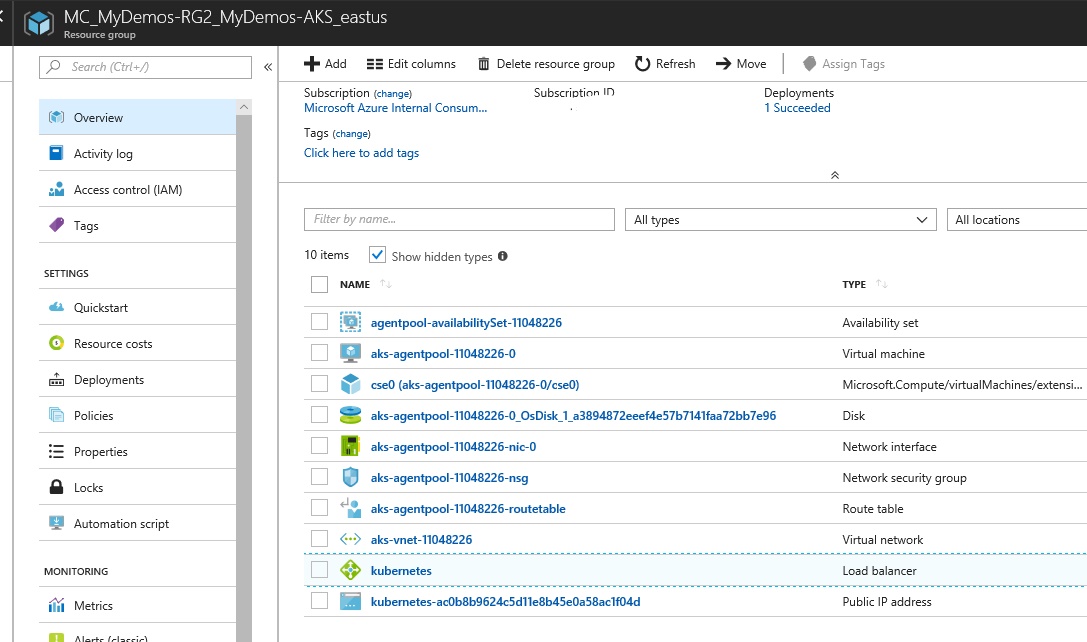 MC_MyDemos-RG2_MyDemos-AKS_eastus
Resource group
Search (Ctrl+/)
Add Edit columns Delete resource group Refresh Move Assign Tags
Subscription (change) Subscription ID Deployments
Microsoft Azure Internal Consum... 1 Succeeded
Tags (change)
Click here to add tags
Overview
Activity log
Access control (IAM)
Tags
SETTINGS
Quickstart
Resource costs
Deployments
Policies
Properties
Locks
Automation script
MONITORING
Metrics
Alerts (classic)
Filter by name... All types All locations
10 items Show hidden types
NAME TYPE
agentpool-availabilitySet-11048226 Availability set
aks-agentpool-11048226-0 Virtual machine
cse0 (aks-agentpool-11048226-0/cse0) Microsoft.Compute/virtualMachines/extensi...
aks-agentpool-11048226-0_OsDisk_1_a3894872eeef4e57b7141faa72bb7e96 Disk
aks-agentpool-11048226-nic-0 Network interface
aks-agentpool-11048226-nsg Network security group
aks-agentpool-11048226-routetable Route table
aks-vnet-11048226 Virtual network
kubernetes Load balancer
kubernetes-ac0b8b9624c5d11e8b45e0a58ac1f04d Public IP address